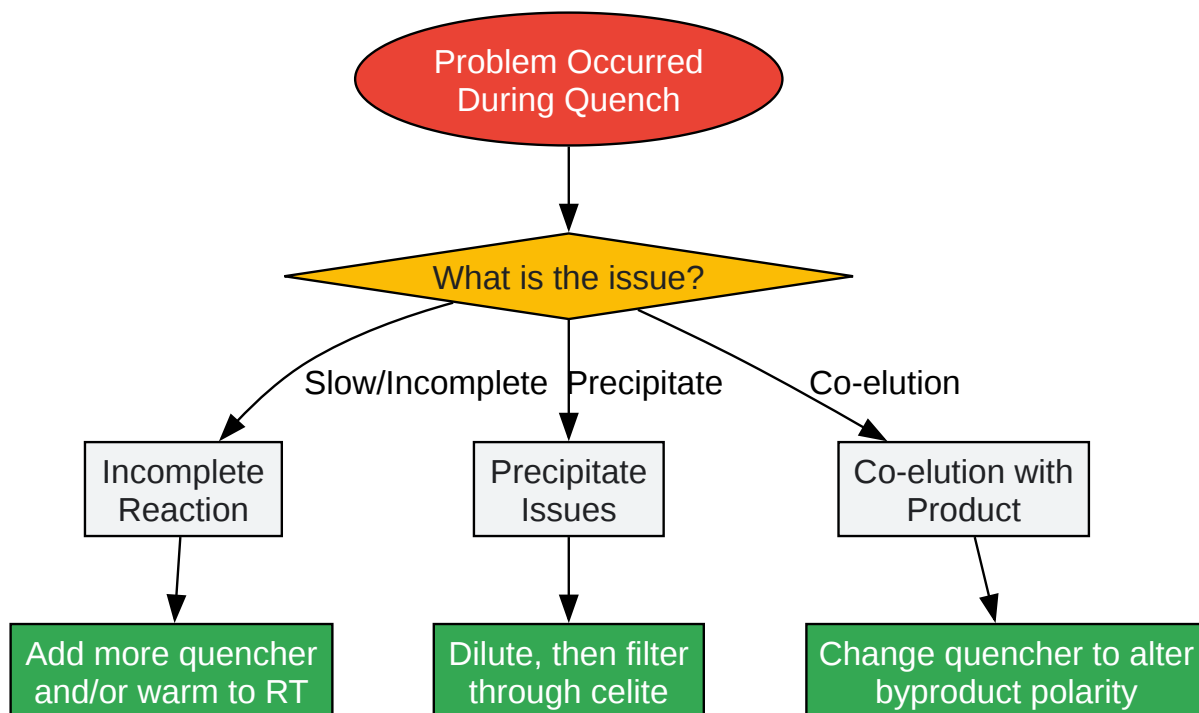 Problem Occurred
During Quench
What is the issue?
Slow/Incomplete
Precipitate
Co-elution
Incomplete
Reaction
Precipitate
Issues
Co-elution with
Product
Add more quencher
and/or warm to RT
Dilute, then filter
through celite
Change quencher to alter
byproduct polarity